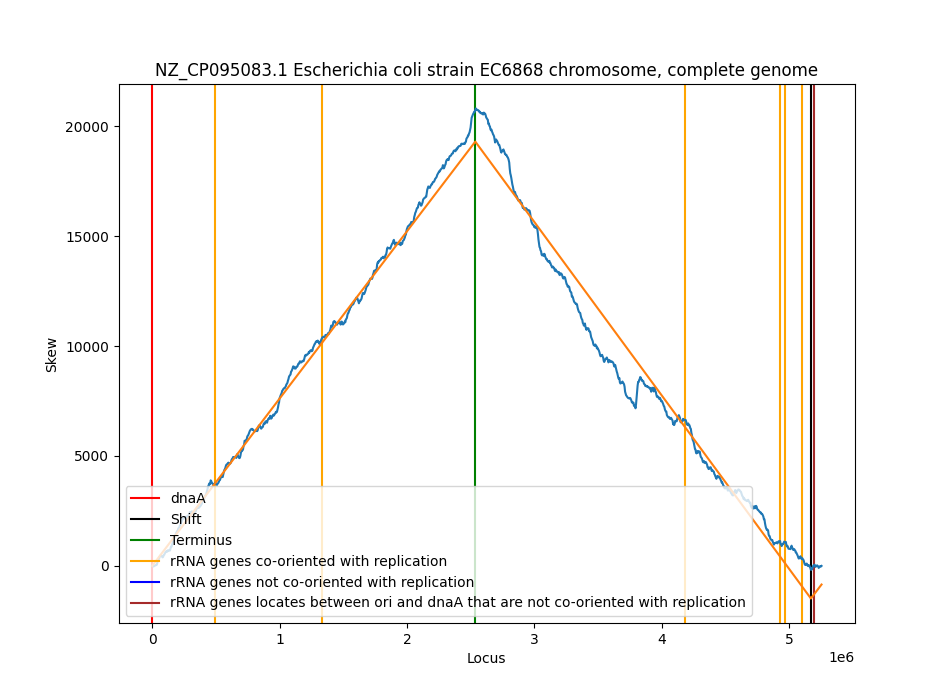 NZ_CP095083.1 Escherichia coli strain EC6868 chromosome, complete genome
Skew
20000
15000
10000
5000
0
dnaA
Shift
Terminus
rRNA genes co-oriented with replication
rRNA genes not co-oriented with replication
rRNA genes locates between ori and dnaA that are not co-oriented with replication
0 1 2 3 4 5
1e6
Locus